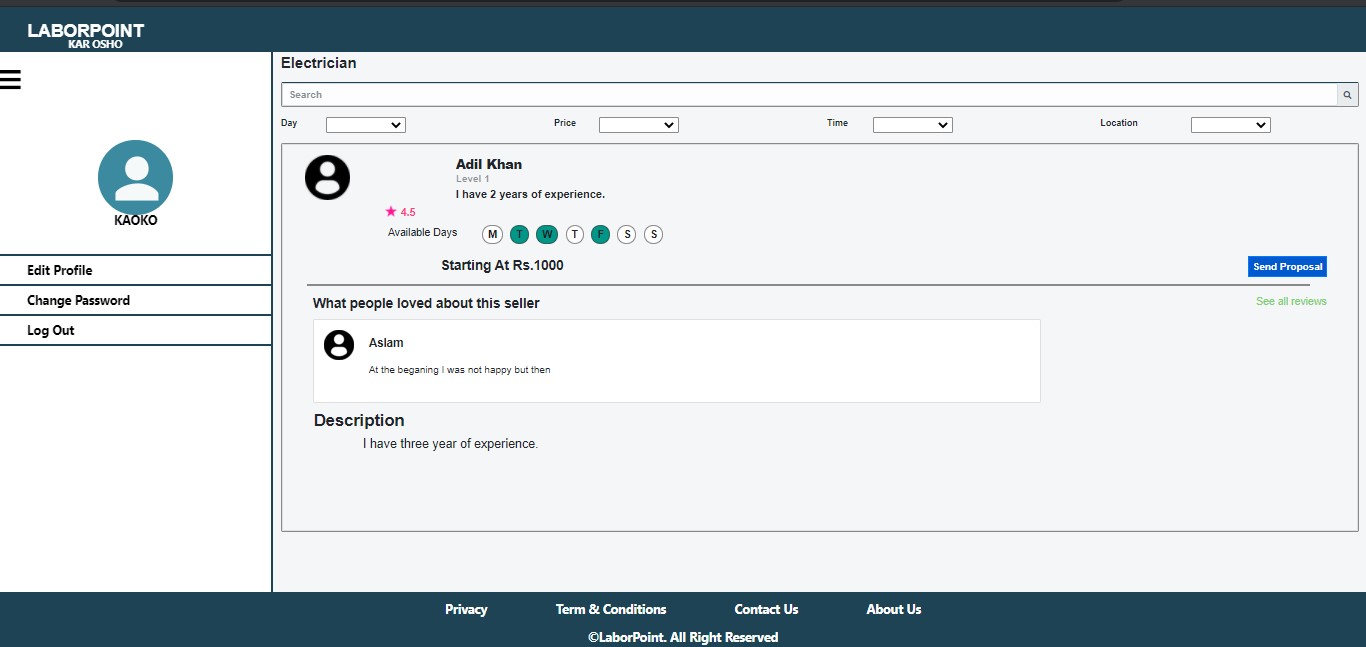 LABORPOINT
KAR OSHO
KAOKO
Edit Profile
Change Password
Log Out
Electrician
Search
Day Price Time Location
Adil Khan
Level 1
I have 2 years of experience.
★ 4.5
Available Days M T W T F S S
Starting At Rs.1000
Send Proposal
What people loved about this seller
See all reviews
Aslam
At the beganing I was not happy but then
Description
I have three year of experience.
Privacy Term & Conditions Contact Us About Us
©LaborPoint. All Right Reserved